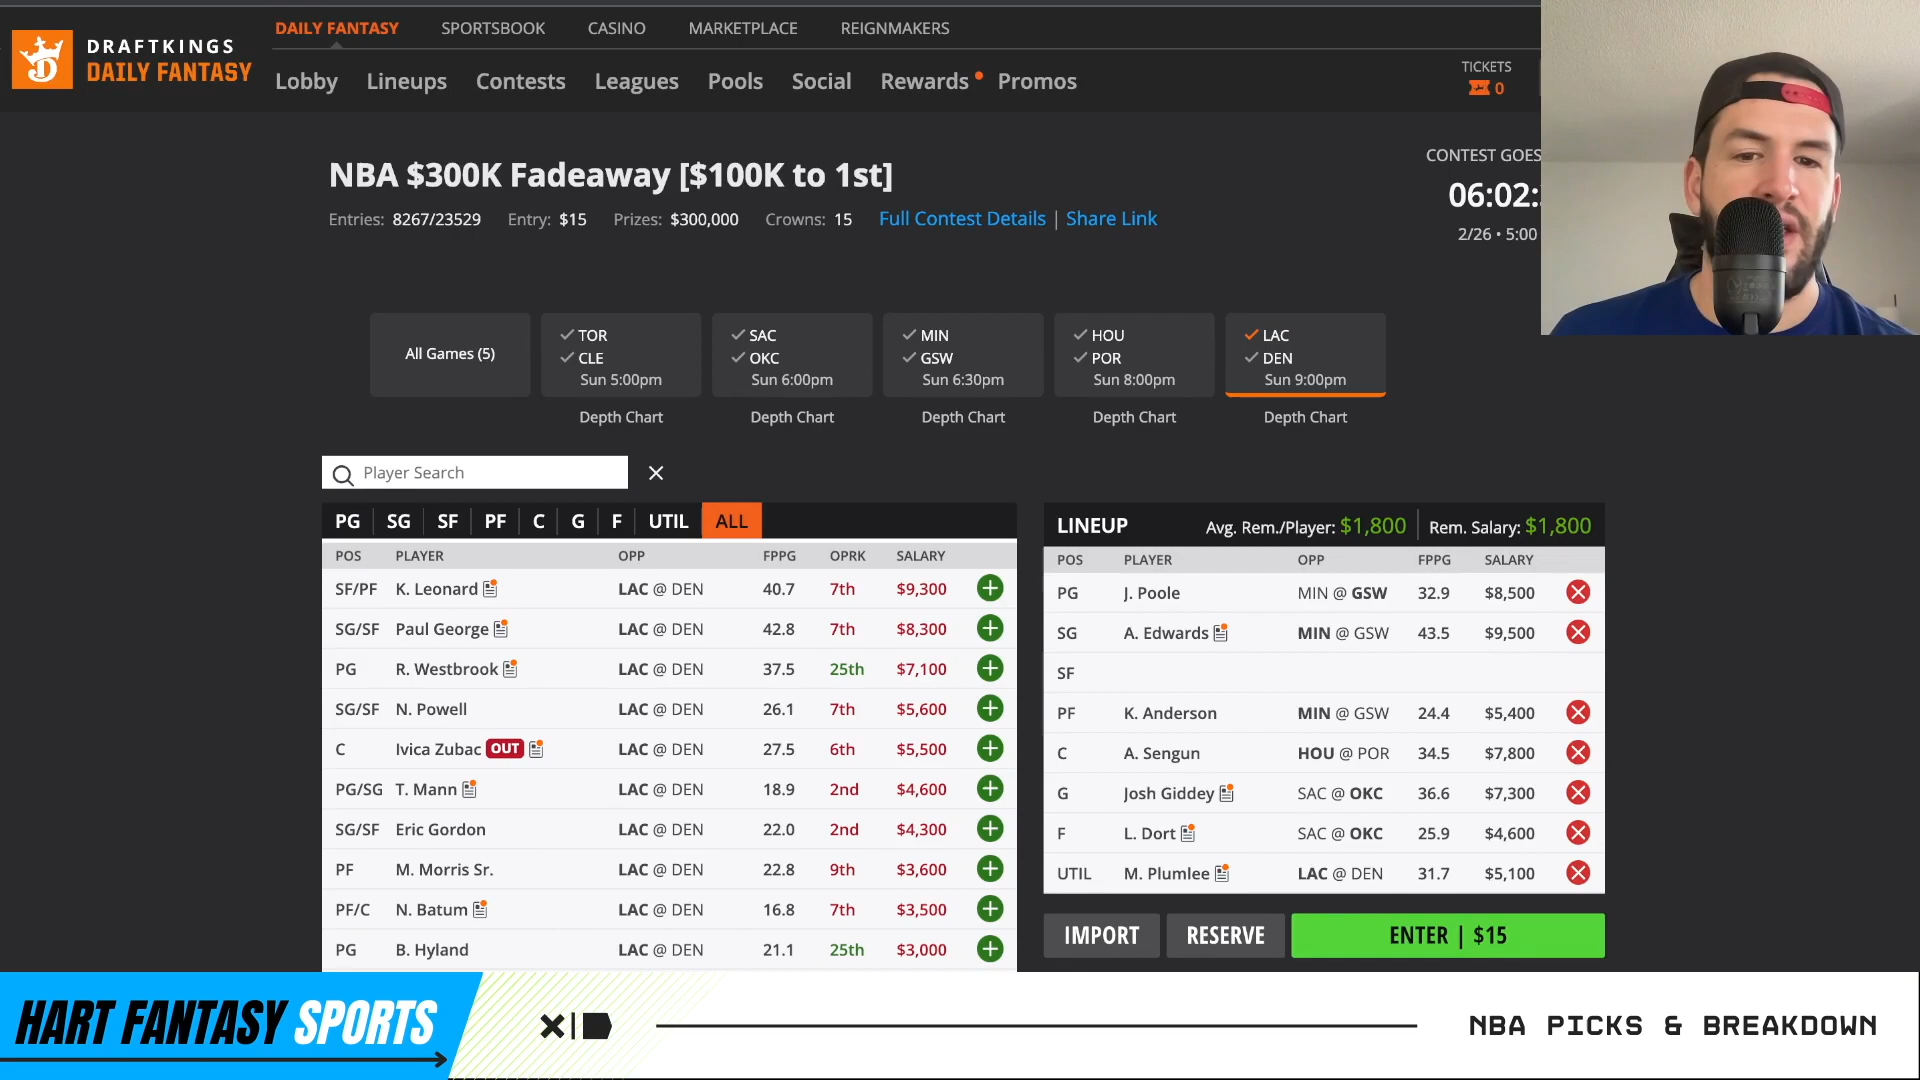 DAILY FANTASY SPORTSBOOK CASINO MARKETPLACE REIGNMAKERS
DRAFTKINGS
DAILY FANTASY
Lobby Lineups Contests Leagues Pools Social Rewards Promos
TICKETS
0
NBA $300K Fadeaway [$100K to 1st]
Entries: 8267/23529 Entry: $15 Prizes: $300,000 Crowns: 15 Full Contest Details | Share Link
CONTEST GOES
06:02:
2/26 • 5:00
All Games (5)
TOR
CLE
Sun 5:00pm
Depth Chart
SAC
OKC
Sun 6:00pm
Depth Chart
MIN
GSW
Sun 6:30pm
Depth Chart
HOU
POR
Sun 8:00pm
Depth Chart
LAC
DEN
Sun 9:00pm
Depth Chart
Player Search
PG SG SF PF C G F UTIL ALL
POS PLAYER OPP FPPG OPRK SALARY
SF/PF K. Leonard LAC @ DEN 40.7 7th $9,300
SG/SF Paul George LAC @ DEN 42.8 7th $8,300
PG R. Westbrook LAC @ DEN 37.5 25th $7,100
SG/SF N. Powell LAC @ DEN 26.1 7th $5,600
C Ivica Zubac OUT LAC @ DEN 27.5 6th $5,500
PG/SG T. Mann LAC @ DEN 18.9 2nd $4,600
SG/SF Eric Gordon LAC @ DEN 22.0 2nd $4,300
PF M. Morris Sr. LAC @ DEN 22.8 9th $3,600
PF/C N. Batum LAC @ DEN 16.8 7th $3,500
PG B. Hyland LAC @ DEN 21.1 25th $3,000
LINEUP Avg. Rem./Player: $1,800 Rem. Salary: $1,800
POS PLAYER OPP FPPG SALARY
PG J. Poole MIN @ GSW 32.9 $8,500
SG A. Edwards MIN @ GSW 43.5 $9,500
SF
PF K. Anderson MIN @ GSW 24.4 $5,400
C A. Sengun HOU @ POR 34.5 $7,800
G Josh Giddey SAC @ OKC 36.6 $7,300
F L. Dort SAC @ OKC 25.9 $4,600
UTIL M. Plumlee LAC @ DEN 31.7 $5,100
IMPORT RESERVE ENTER | $15
HART FANTASY SPORTS
NBA PICKS & BREAKDOWN